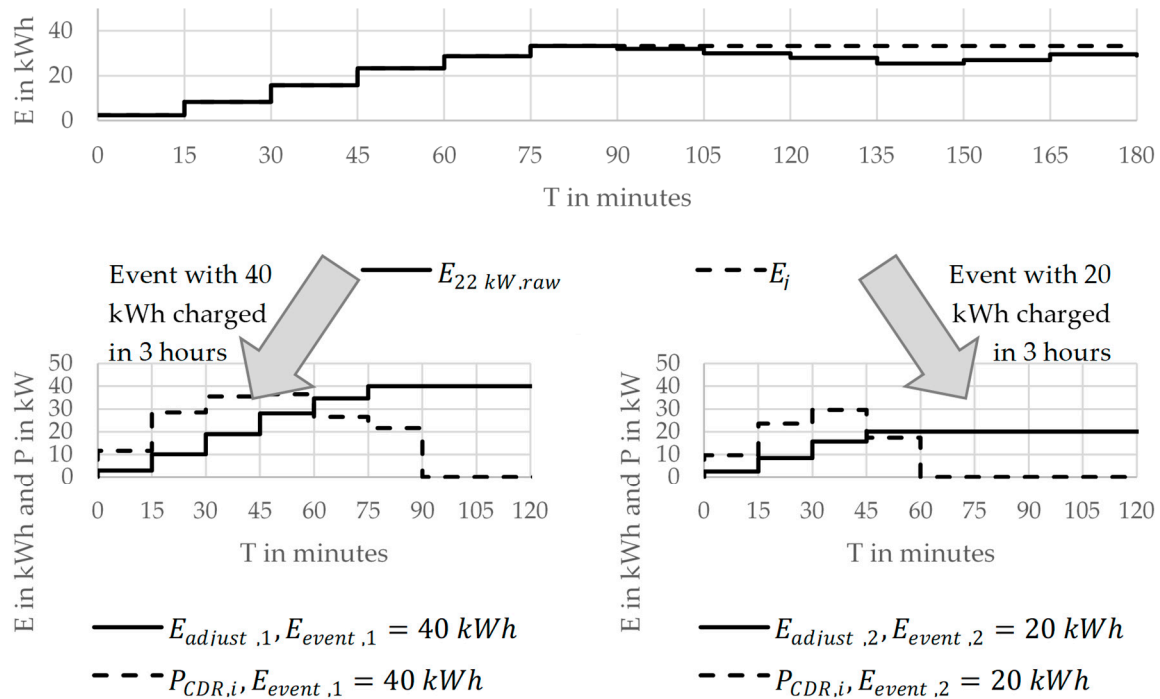 E in kWh
40
20
0
0 15 30 45 60 75 90 105 120 135 150 165 180
T in minutes
Event with 40
kWh charged
in 3 hours
E22 kW,raw
Ei
Event with 20
kWh charged
in 3 hours
E in kWh and P in kW
50
40
30
20
10
0
0 15 30 45 60 75 90 105 120
T in minutes
Eadjust ,1, Eevent ,1 = 40 kWh
PCDR,i, Eevent ,1 = 40 kWh
E in kWh and P in kW
50
40
30
20
10
0
0 15 30 45 60 75 90 105 120
T in minutes
Eadjust ,2, Eevent ,2 = 20 kWh
PCDR,i, Eevent ,2 = 20 kWh